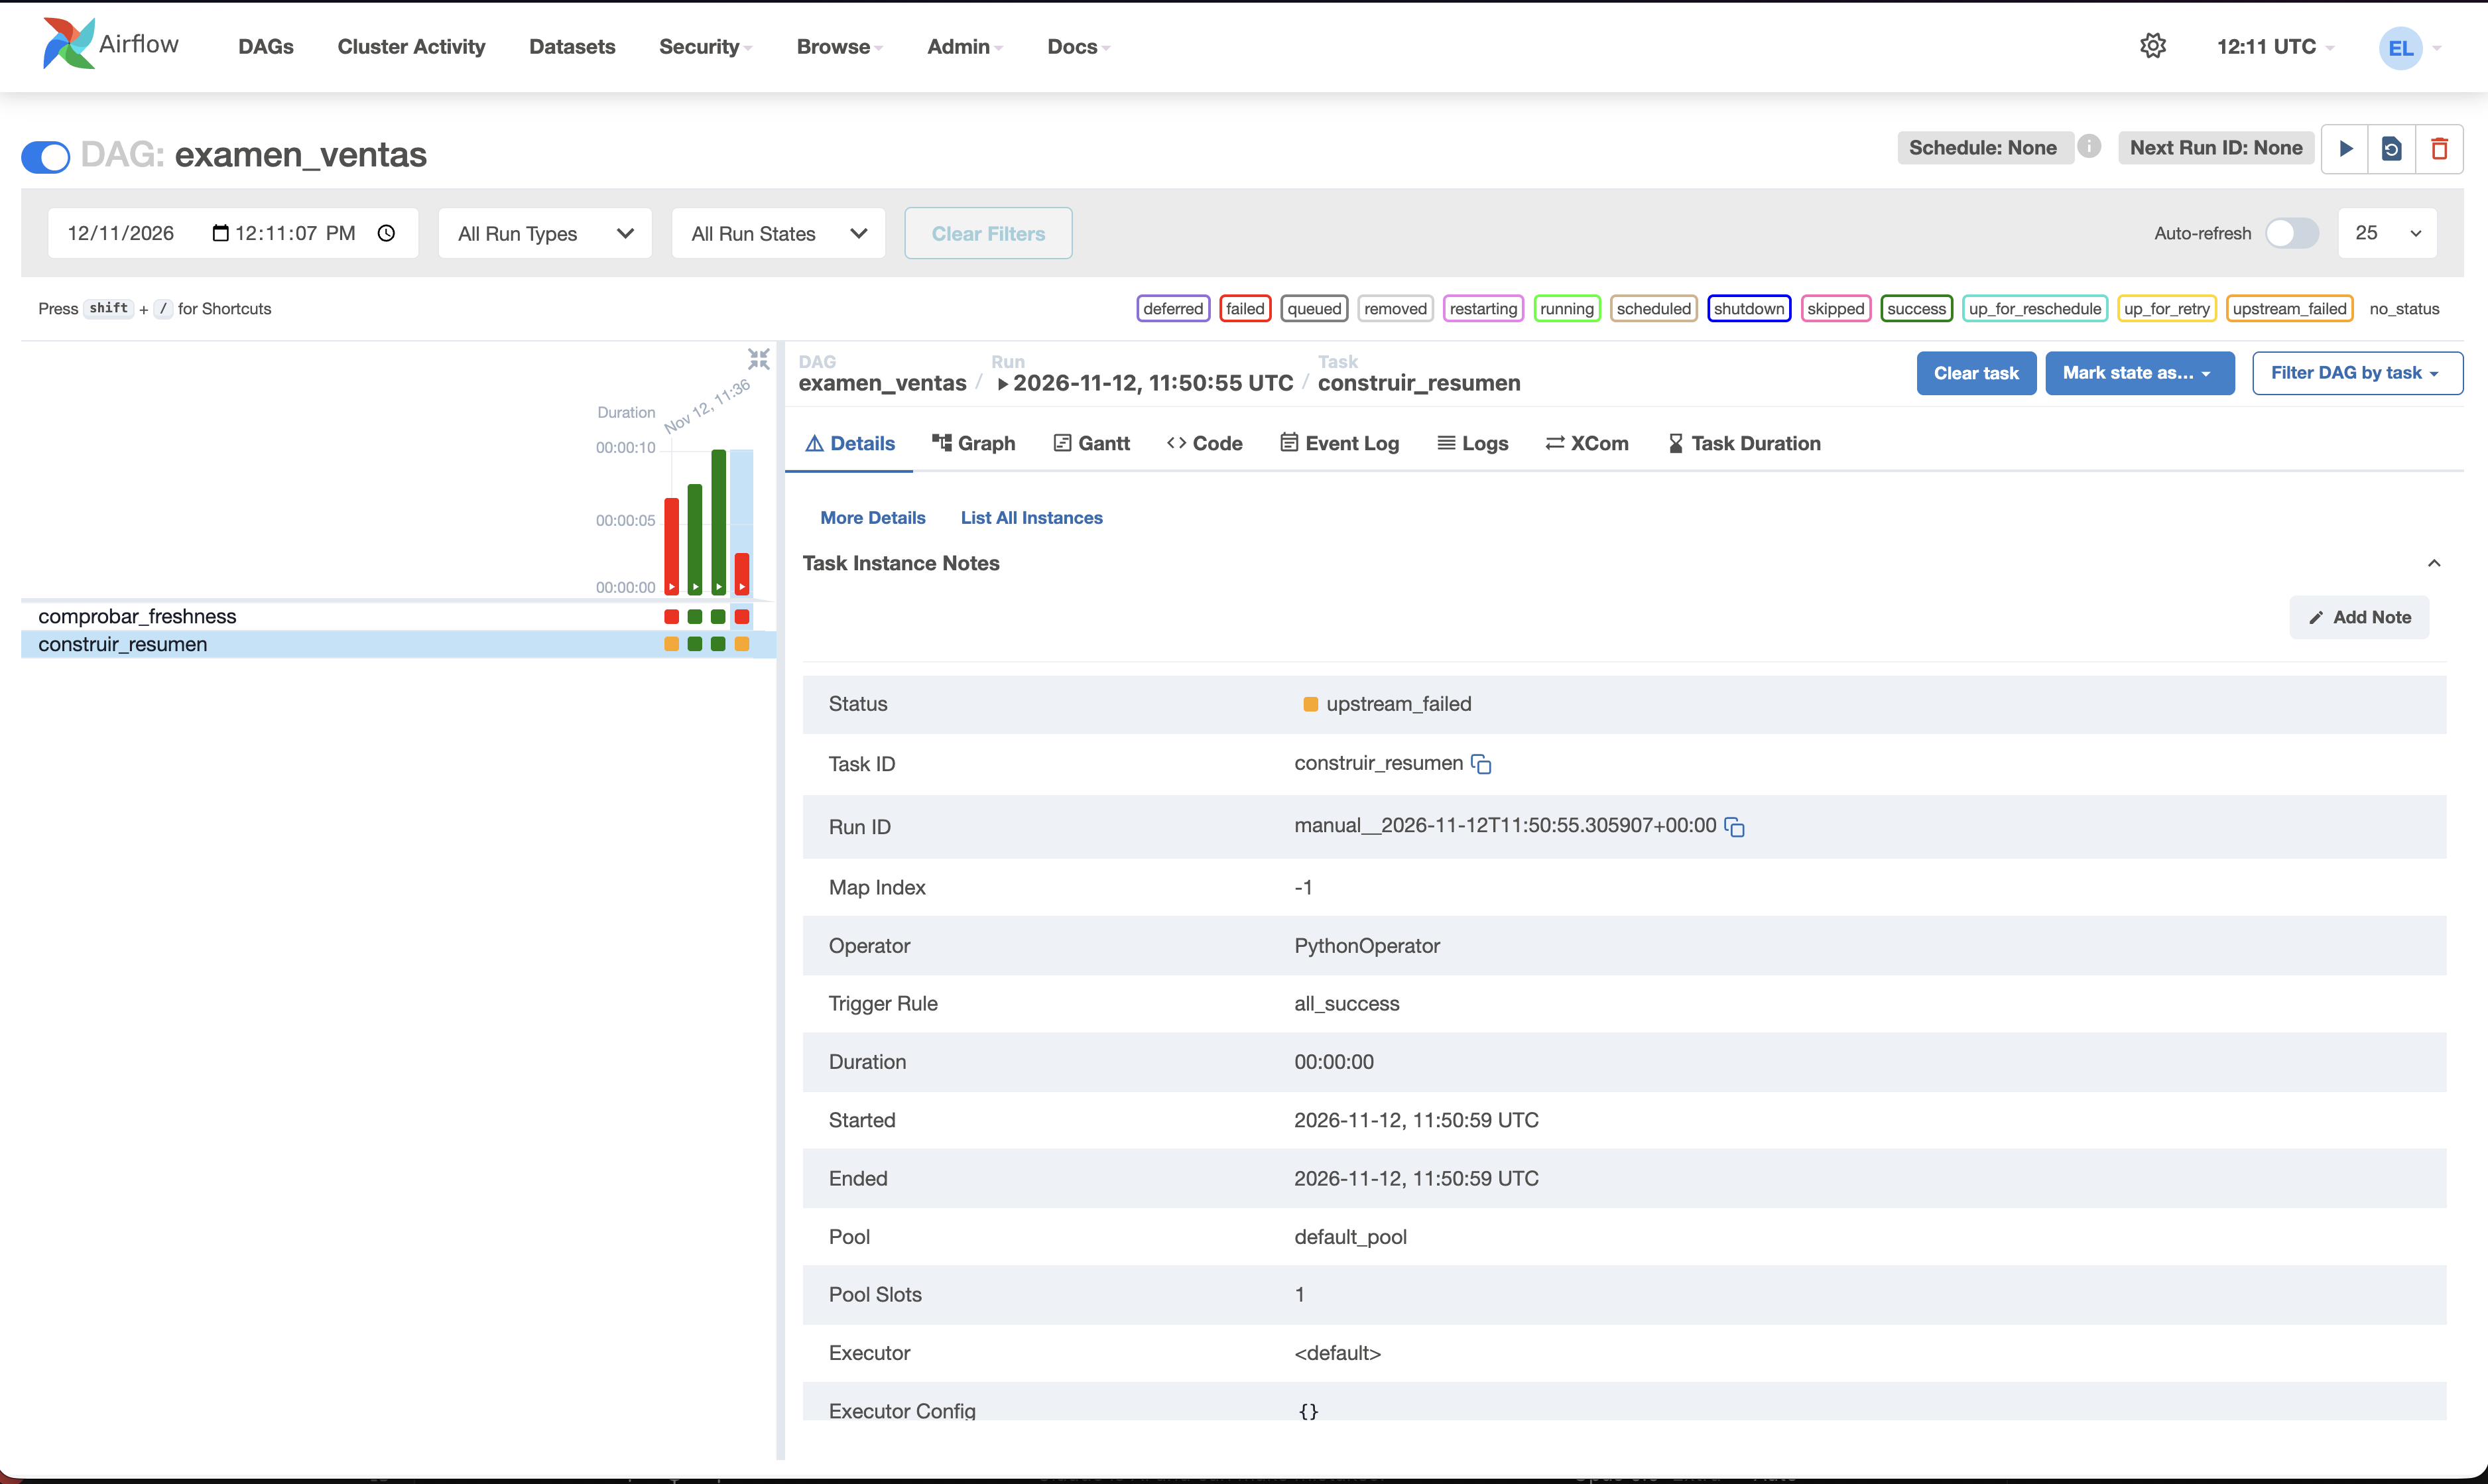 Airflow DAGs Cluster Activity Datasets Security Browse Admin Docs 12:11 UTC EL
DAG: examen_ventas Schedule: None i Next Run ID: None
12/11/2026 12:11:07 PM All Run Types All Run States Clear Filters Auto-refresh 25
Press shift + / for Shortcuts deferred failed queued removed restarting running scheduled shutdown skipped success up_for_reschedule up_for_retry upstream_failed no_status
Duration
Nov 12, 11:36
00:00:10
00:00:05
00:00:00
comprobar_freshness
construir_resumen
DAG Run Task
examen_ventas / 2026-11-12, 11:50:55 UTC / construir_resumen
Clear task Mark state as... Filter DAG by task
Details Graph Gantt Code Event Log Logs XCom Task Duration
More Details List All Instances
Task Instance Notes
Add Note
Status upstream_failed
Task ID construir_resumen
Run ID manual__2026-11-12T11:50:55.305907+00:00
Map Index -1
Operator PythonOperator
Trigger Rule all_success
Duration 00:00:00
Started 2026-11-12, 11:50:59 UTC
Ended 2026-11-12, 11:50:59 UTC
Pool default_pool
Pool Slots 1
Executor <default>
Executor Config {}